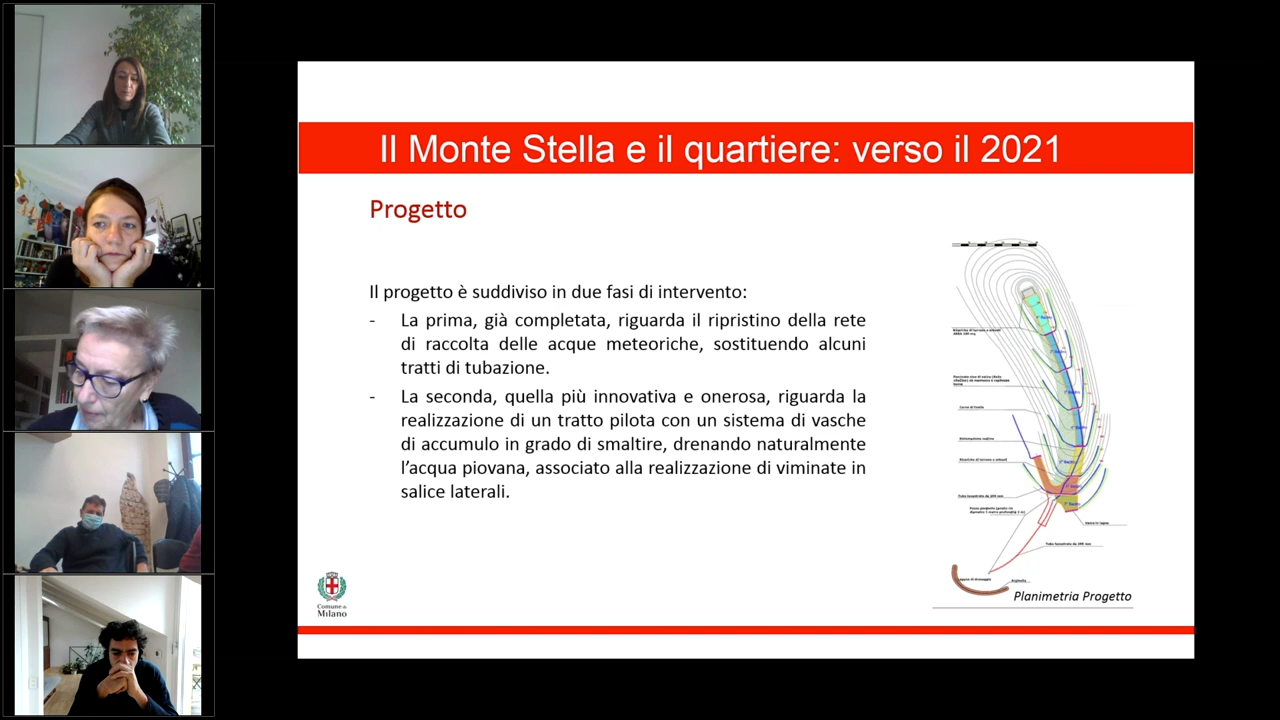 Il Monte Stella e il quartiere: verso il 2021
Progetto
Il progetto è suddiviso in due fasi di intervento:
- La prima, già completata, riguarda il ripristino della rete
di raccolta delle acque meteoriche, sostituendo alcuni
tratti di tubazione.
- La seconda, quella più innovativa e onerosa, riguarda la
realizzazione di un tratto pilota con un sistema di vasche
di accumulo in grado di smaltire, drenando naturalmente
l’acqua piovana, associato alla realizzazione di viminate in
salice laterali.
Planimetria Progetto
Comune di
Milano